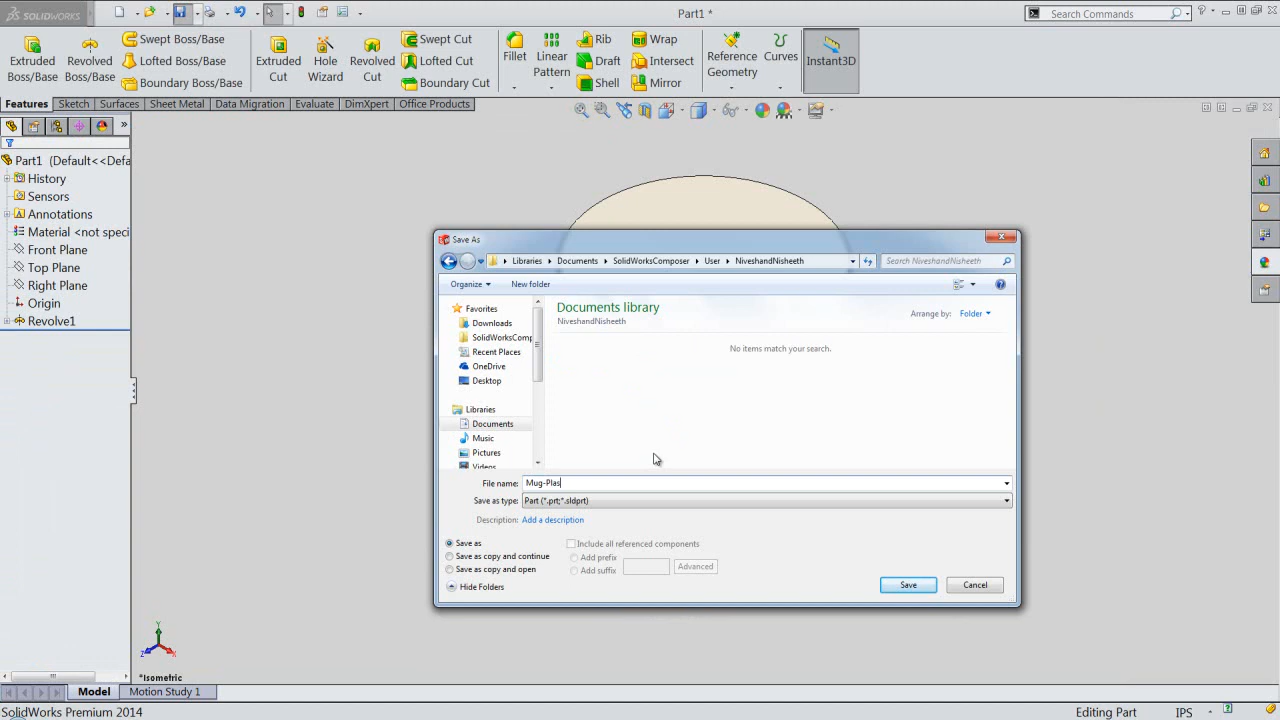 SOLIDWORKS
Part1 *
Search Commands
Extruded Boss/Base
Revolved Boss/Base
Swept Boss/Base
Lofted Boss/Base
Boundary Boss/Base
Extruded Cut
Hole Wizard
Revolved Cut
Swept Cut
Lofted Cut
Boundary Cut
Fillet
Linear Pattern
Rib
Draft
Shell
Wrap
Intersect
Mirror
Reference Geometry
Curves
Instant3D
Features
Sketch
Surfaces
Sheet Metal
Data Migration
Evaluate
DimXpert
Office Products
»
Part1 (Default<<Defa
History
Sensors
Annotations
Material <not speci
Front Plane
Top Plane
Right Plane
Origin
Revolve1
Save As
Libraries
Documents
SolidWorksComposer
User
NiveshandNisheeth
Search NiveshandNisheeth
Organize
New folder
Favorites
Downloads
SolidWorksComp
Recent Places
OneDrive
Desktop
Libraries
Documents
Music
Pictures
Videos
Documents library
NiveshandNisheeth
Arrange by: Folder
No items match your search.
File name: Mug-Plas
Save as type: Part (*.prt;*.sldprt)
Description: Add a description
Save as
Save as copy and continue
Save as copy and open
Include all referenced components
Add prefix
Add suffix
Advanced
Hide Folders
Save
Cancel
Y
Z
X
*Isometric
Model
Motion Study 1
SolidWorks Premium 2014
Editing Part
IPS